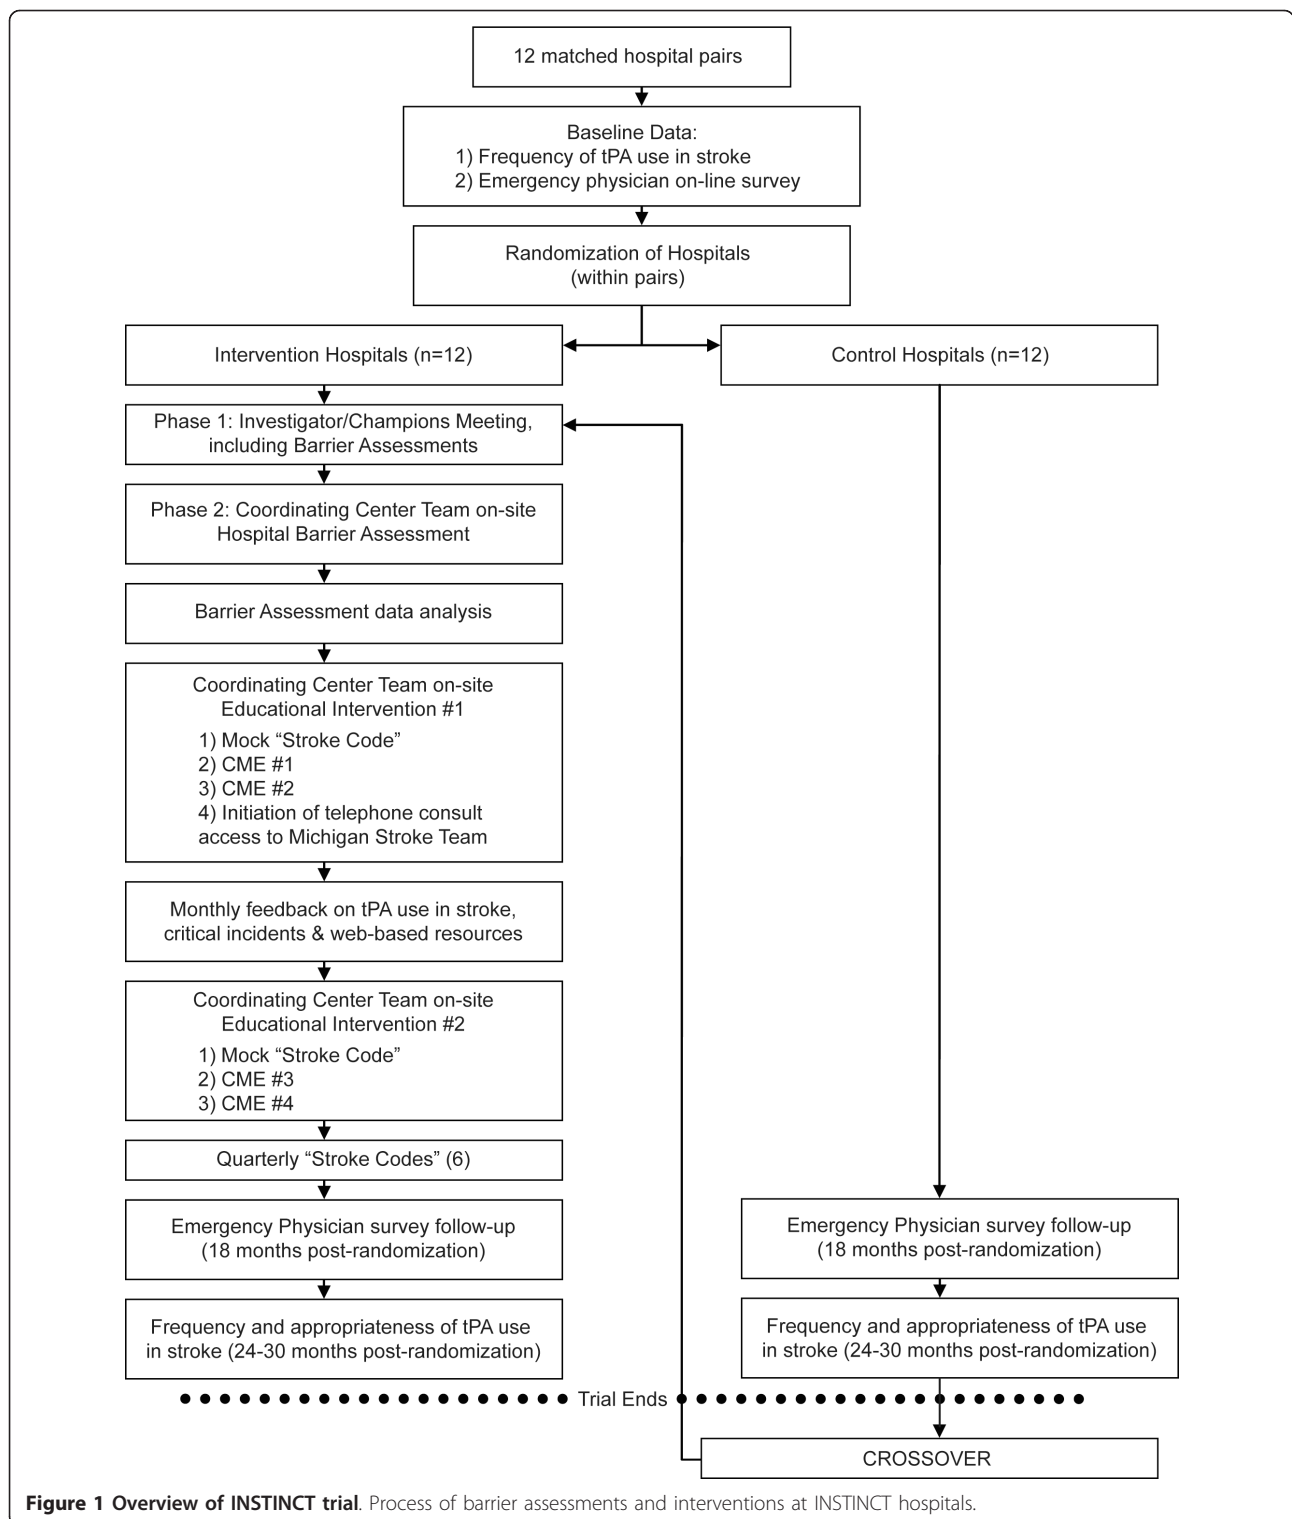 12 matched hospital pairs
Baseline Data:
1) Frequency of tPA use in stroke
2) Emergency physician on-line survey
Randomization of Hospitals
(within pairs)
Intervention Hospitals (n=12)
Control Hospitals (n=12)
Phase 1: Investigator/Champions Meeting,
including Barrier Assessments
Phase 2: Coordinating Center Team on-site
Hospital Barrier Assessment
Barrier Assessment data analysis
Coordinating Center Team on-site
Educational Intervention #1
1) Mock “Stroke Code”
2) CME #1
3) CME #2
4) Initiation of telephone consult
access to Michigan Stroke Team
Monthly feedback on tPA use in stroke,
critical incidents & web-based resources
Coordinating Center Team on-site
Educational Intervention #2
1) Mock “Stroke Code”
2) CME #3
3) CME #4
Quarterly “Stroke Codes” (6)
Emergency Physician survey follow-up
(18 months post-randomization)
Frequency and appropriateness of tPA use
in stroke (24-30 months post-randomization)
Emergency Physician survey follow-up
(18 months post-randomization)
Frequency and appropriateness of tPA use
in stroke (24-30 months post-randomization)
Trial Ends
CROSSOVER
Figure 1 Overview of INSTINCT trial. Process of barrier assessments and interventions at INSTINCT hospitals.